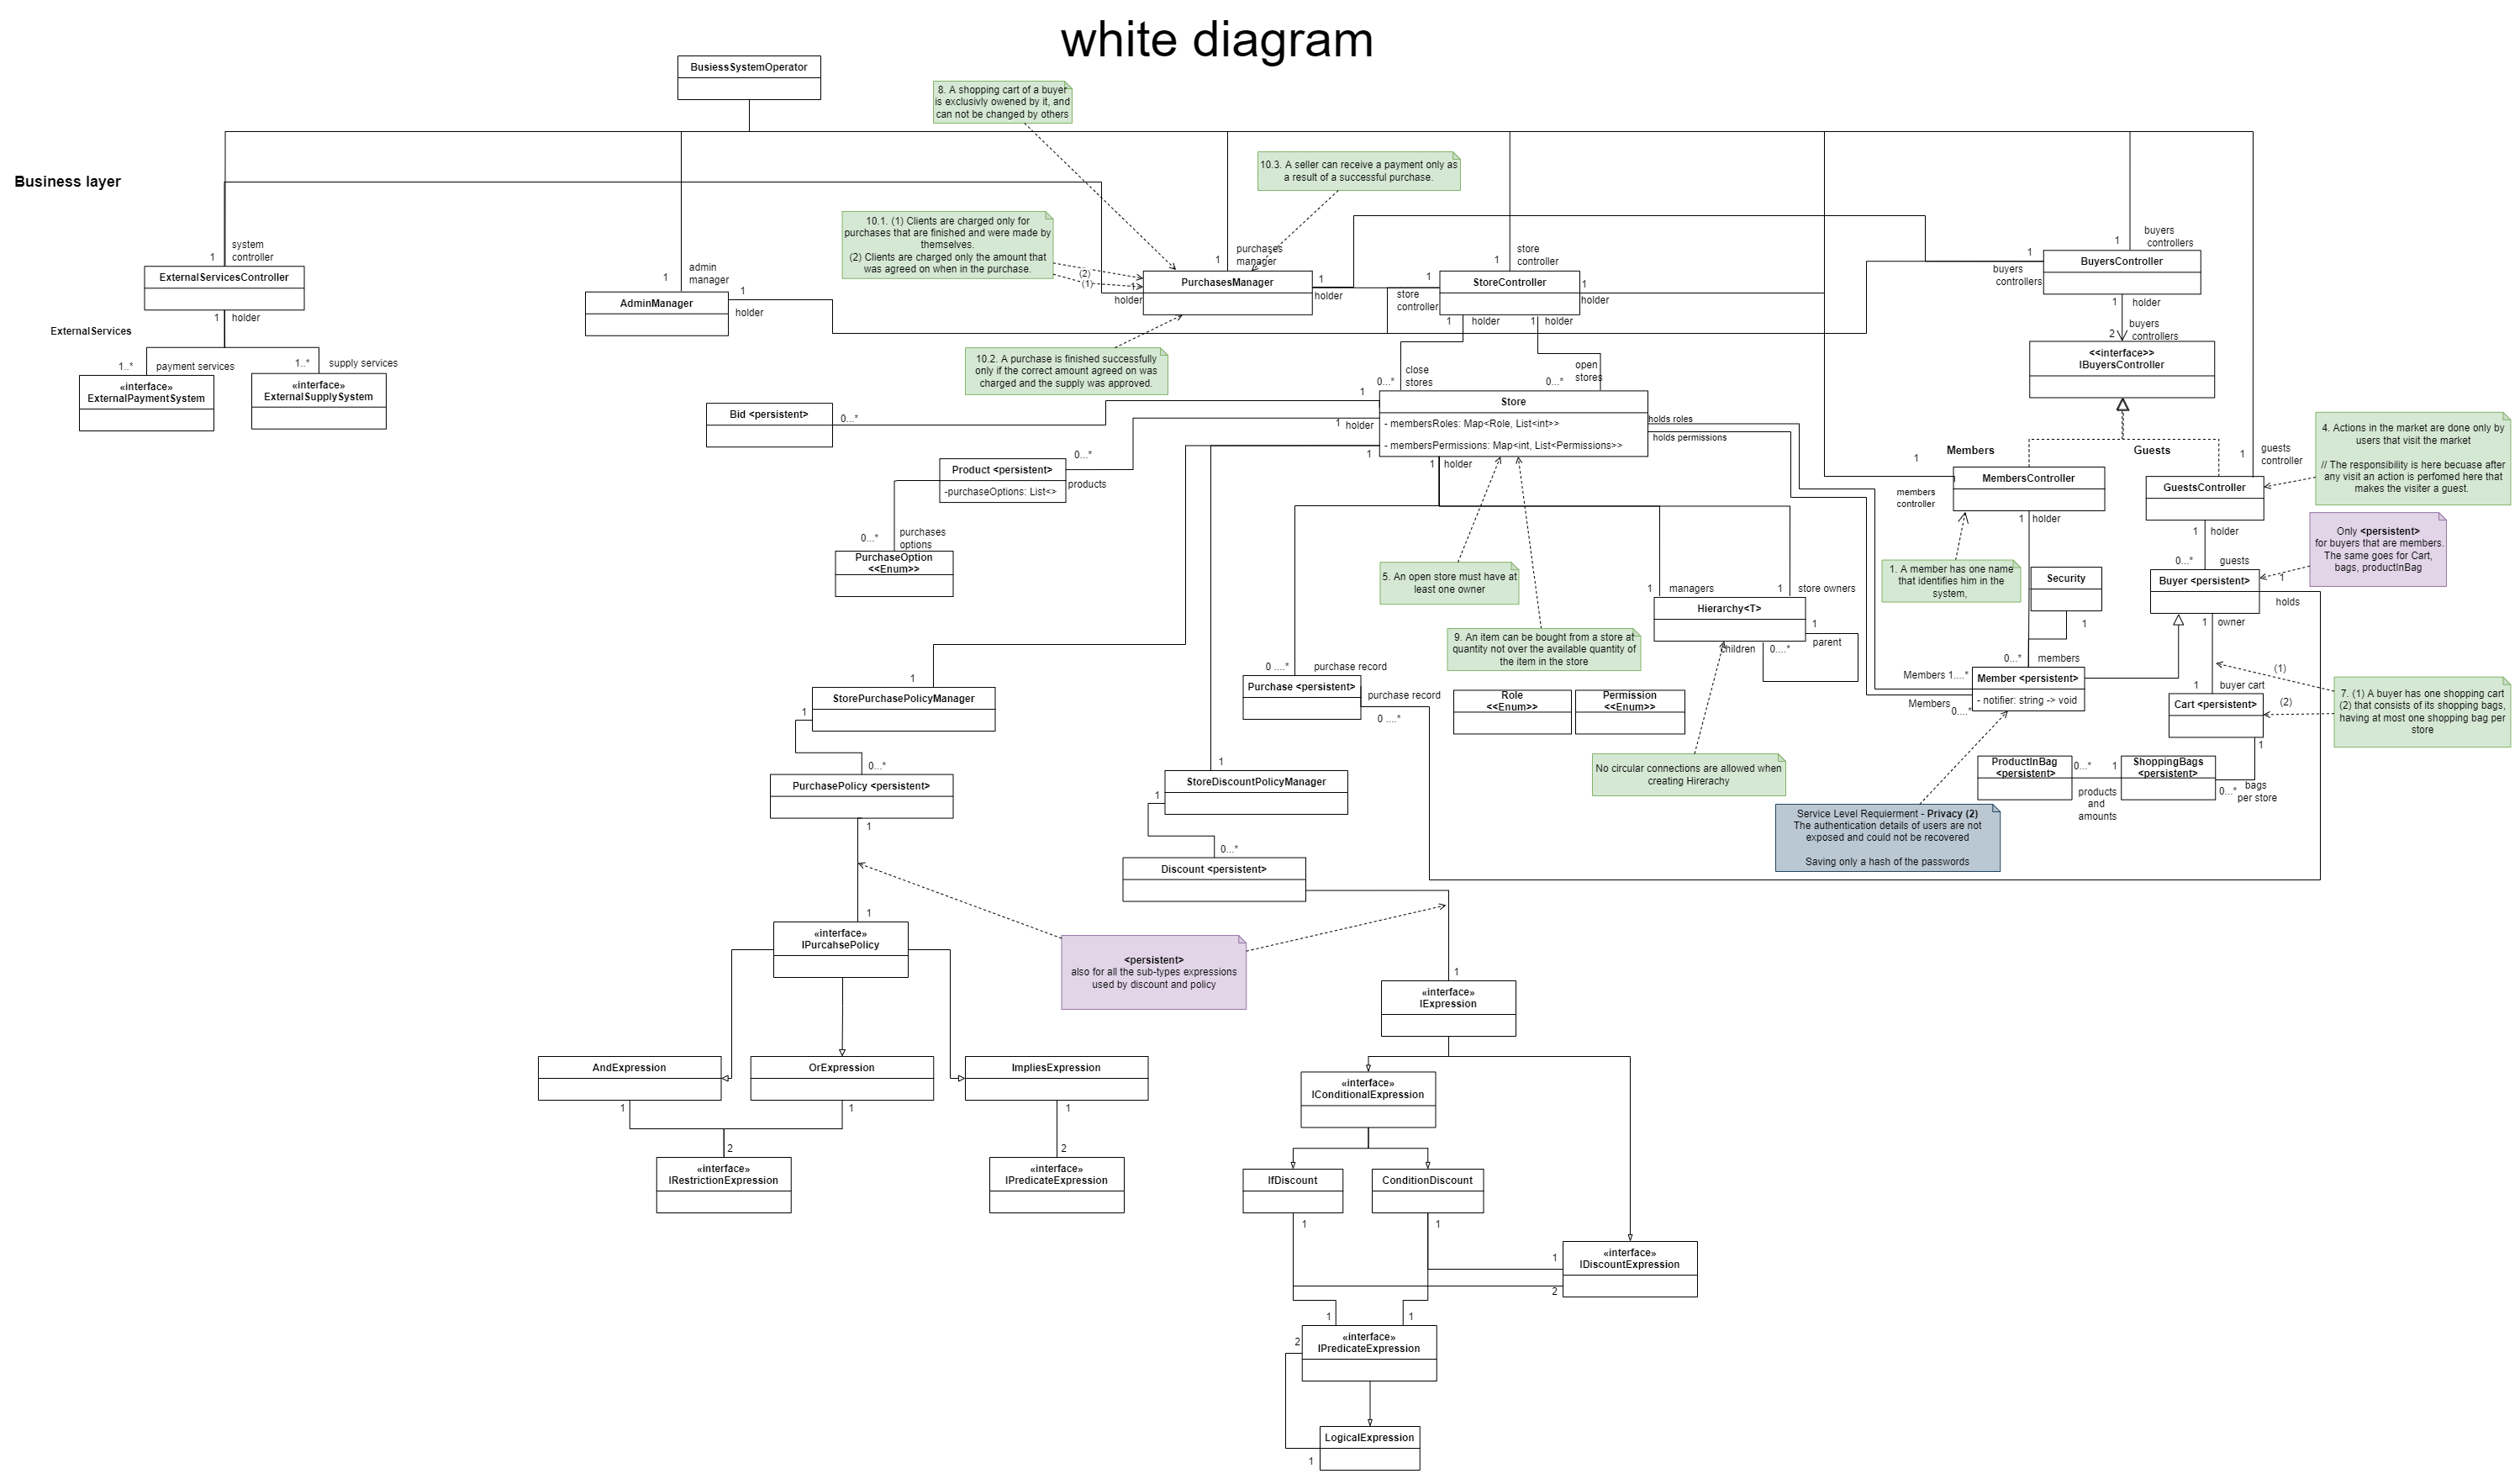 white diagram
BusiessSystemOperator
8. A shopping cart of a buyer
is exclusivly owened by it, and
can not be changed by others
10.3. A seller can receive a payment only as
a result of a successful purchase.
Business layer
10.1. (1) Clients are charged only for
purchases that are finished and were made by
themselves.
(2) Clients are charged only the amount that
was agreed on when in the purchase.
(2)
(1)
1
system
controller
ExternalServicesController
1
holder
ExternalServices
1..*
payment services
1..*
supply services
«interface»
ExternalPaymentSystem
«interface»
ExternalSupplySystem
1
admin
manager
AdminManager
1
holder
1
purchases
manager
PurchasesManager
1
holder
1
holder
10.2. A purchase is finished successfully
only if the correct amount agreed on was
charged and the supply was approved.
1
store
controller
StoreController
1
store
controller
1
holder
1
holder
1
holder
close
stores
0...*
open
stores
0...*
1
buyers
controllers
BuyersController
1
buyers
controllers
1
holder
2
buyers
controllers
<<interface>>
IBuyersController
Members
Guests
1
members
controller
MembersController
1
holder
1
guests
controller
GuestsController
1
holder
4. Actions in the market are done only by
users that visit the market
// The responsibility is here becuase after
any visit an action is perfomed here that
makes the visiter a guest.
Only <persistent>
for buyers that are members.
The same goes for Cart,
bags, productInBag
1. A member has one name
that identifies him in the
system,
Security
1
0...*
guests
Buyer <persistent>
1
holds
1
owner
0...*
members
Members 1....*
Member <persistent>
- notifier: string -> void
Members
0....*
(1)
(2)
1
buyer cart
Cart <persistent>
1
7. (1) A buyer has one shopping cart
(2) that consists of its shopping bags,
having at most one shopping bag per
store
ProductInBag
<persistent>
0...*
1
products
and
amounts
ShoppingBags
<persistent>
0...*
bags
per store
Service Level Requierment - Privacy (2)
The authentication details of users are not
exposed and could not be recovered
Saving only a hash of the passwords
Store
- membersRoles: Map<Role, List<int>>
- membersPermissions: Map<int, List<Permissions>>
holds roles
holds permissions
1
1
holder
1
1
holder
Bid <persistent>
0...*
Product <persistent>
-purchaseOptions: List<>
0...*
products
0...*
purchases
options
PurchaseOption
<<Enum>>
5. An open store must have at
least one owner
9. An item can be bought from a store at
quantity not over the available quantity of
the item in the store
1
managers
1
store owners
Hierarchy<T>
1
parent
children
0....*
No circular connections are allowed when
creating Hirerachy
Role
<<Enum>>
Permission
<<Enum>>
0 ....*
purchase record
Purchase <persistent>
purchase record
0 ....*
1
StorePurchasePolicyManager
1
0...*
PurchasePolicy <persistent>
1
1
«interface»
IPurcahsePolicy
1
StoreDiscountPolicyManager
1
0...*
Discount <persistent>
<persistent>
also for all the sub-types expressions
used by discount and policy
AndExpression
OrExpression
ImpliesExpression
1
1
1
2
2
«interface»
IRestrictionExpression
«interface»
IPredicateExpression
1
«interface»
IExpression
«interface»
IConditionalExpression
IfDiscount
ConditionDiscount
1
1
1
2
«interface»
IDiscountExpression
1
1
2
«interface»
IPredicateExpression
LogicalExpression
1